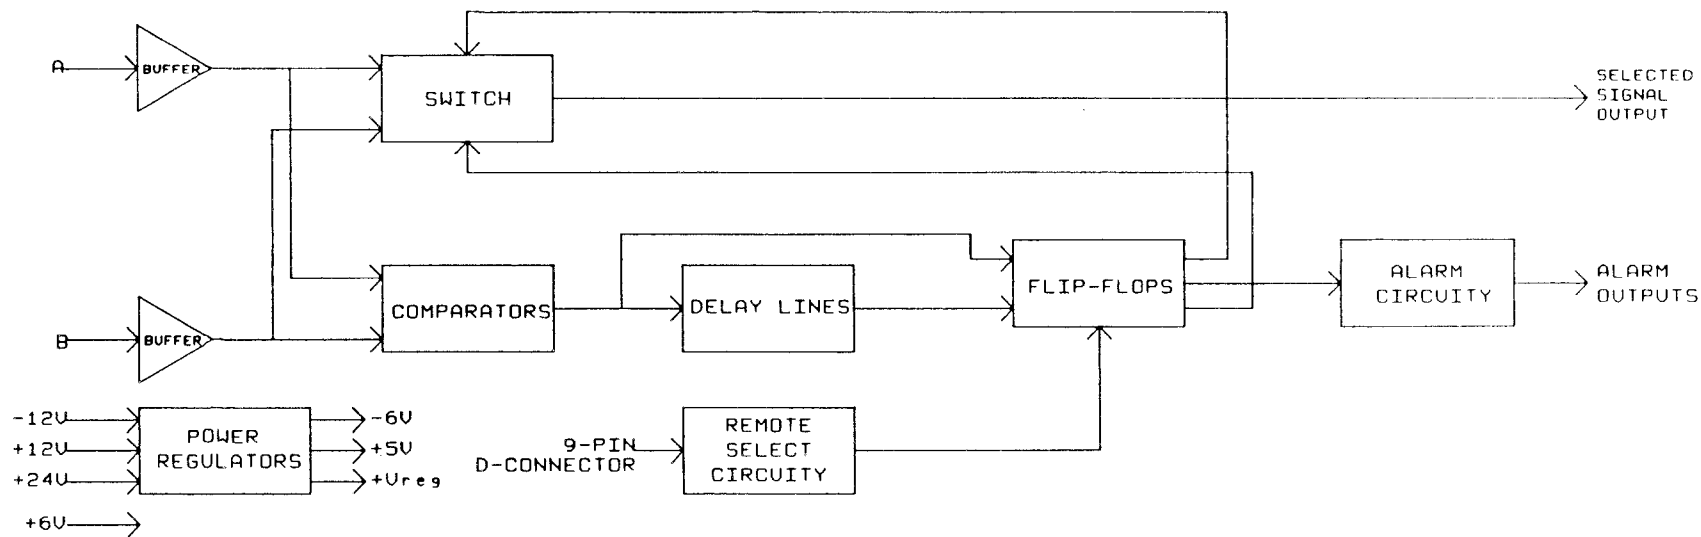 A
BUFFER
SWITCH
SELECTED
SIGNAL
OUTPUT
B
BUFFER
COMPARATORS
DELAY LINES
FLIP-FLOPS
ALARM
CIRCUITY
ALARM
OUTPUTS
-12V
+12V
+24V
+6V
POWER
REGULATORS
-6V
+5V
+Vreg
9-PIN
D-CONNECTOR
REMOTE
SELECT
CIRCUITY